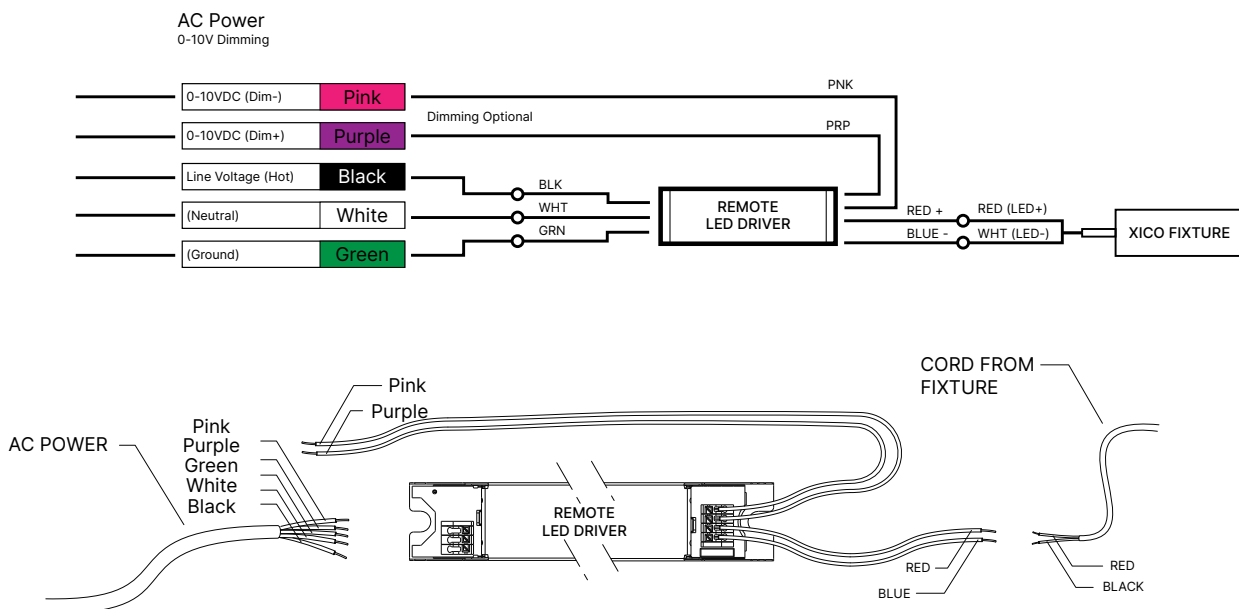 AC Power
0-10V Dimming
0-10VDC (Dim-) Pink
PNK
Dimming Optional
0-10VDC (Dim+) Purple
PRP
Line Voltage (Hot) Black
BLK
(Neutral) White
WHT
(Ground) Green
GRN
REMOTE
LED DRIVER
RED +
RED (LED+)
BLUE -
WHT (LED-)
XICO FIXTURE
CORD FROM
FIXTURE
Pink
Purple
AC POWER
Pink
Purple
Green
White
Black
REMOTE
LED DRIVER
RED
BLUE
RED
BLACK